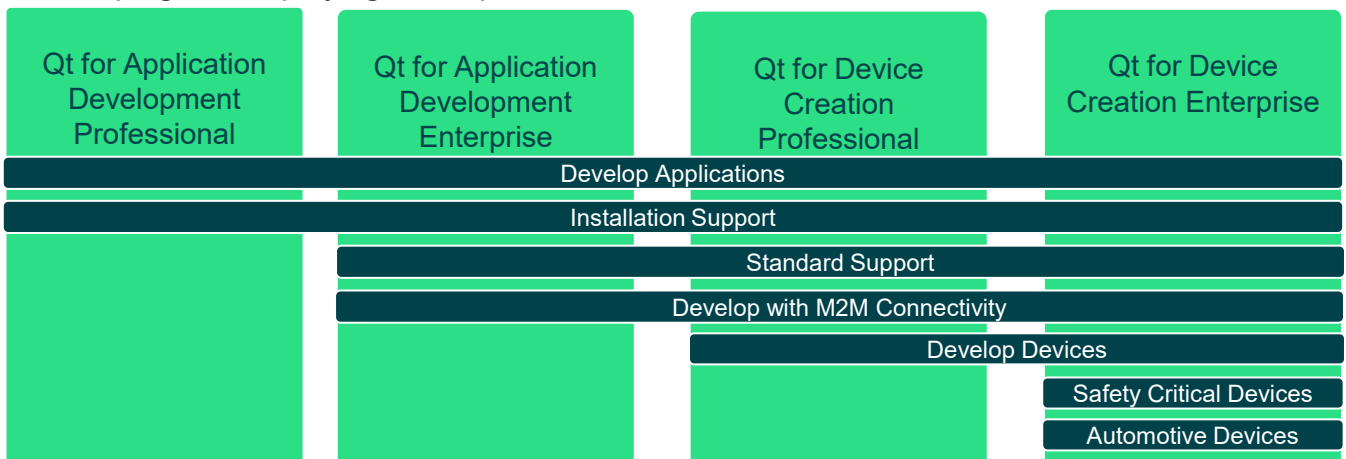 Qt for Application
Development
Professional
Qt for Application
Development
Enterprise
Qt for Device
Creation
Professional
Qt for Device
Creation Enterprise
Develop Applications
Installation Support
Standard Support
Develop with M2M Connectivity
Develop Devices
Safety Critical Devices
Automotive Devices